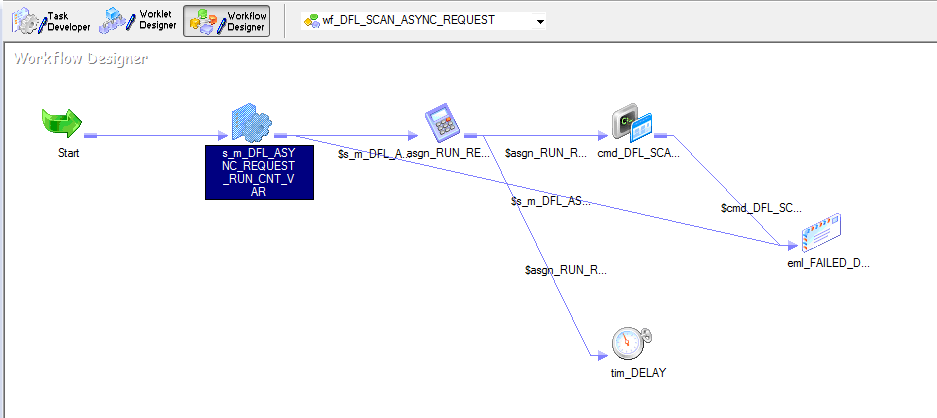 Task
Developer
Worklet
Designer
Workflow
Designer
wf_DFL_SCAN_ASYNC_REQUEST
Workflow Designer
Start
s_m_DFL_ASY
NC_REQUEST
_RUN_CNT_V
AR
$s_m_DFL_A...
asgn_RUN_RE...
$asgn_RUN_R...
cmd_DFL_SCA...
$s_m_DFL_AS...
$cmd_DFL_SC...
$asgn_RUN_R...
eml_FAILED_D...
tim_DELAY